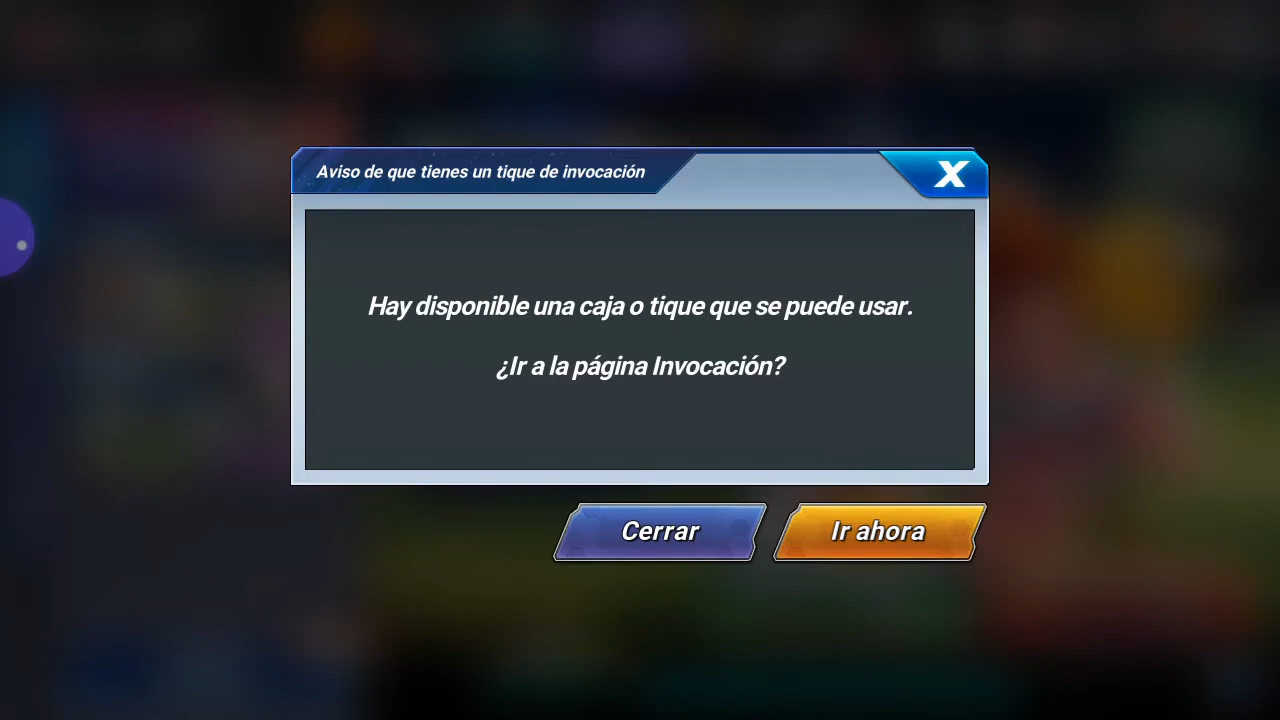 Aviso de que tienes un tique de invocación
X
Hay disponible una caja o tique que se puede usar.
¿Ir a la página Invocación?
Cerrar
Ir ahora